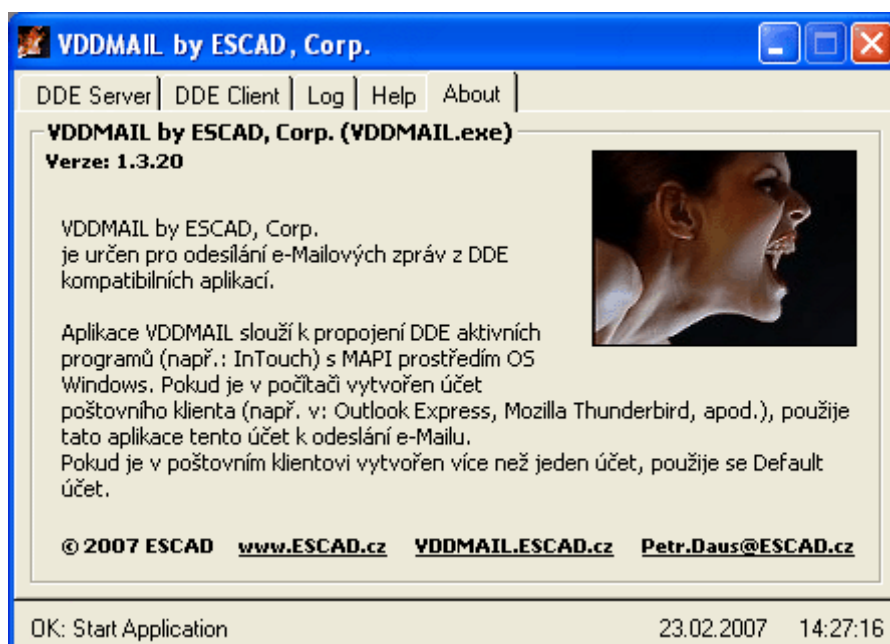 VDDMAIL by ESCAD, Corp.
DDE Server DDE Client Log Help About
VDDMAIL by ESCAD, Corp. (VDDMAIL.exe)
Verze: 1.3.20
VDDMAIL by ESCAD, Corp.
je určen pro odesílání e-Mailových zpráv z DDE
kompatibilních aplikací.
Aplikace VDDMAIL slouží k propojení DDE aktivních
programů (např.: InTouch) s MAPI prostředím OS
Windows. Pokud je v počítači vytvořen účet
poštovního klienta (např. v: Outlook Express, Mozilla Thunderbird, apod.), použije
tato aplikace tento účet k odeslání e-Mailu.
Pokud je v poštovním klientovi vytvořen více než jeden účet, použije se Default
účet.
© 2007 ESCAD www.ESCAD.cz VDDMAIL.ESCAD.cz Petr.Daus@ESCAD.cz
OK: Start Application 23.02.2007 14:27:16